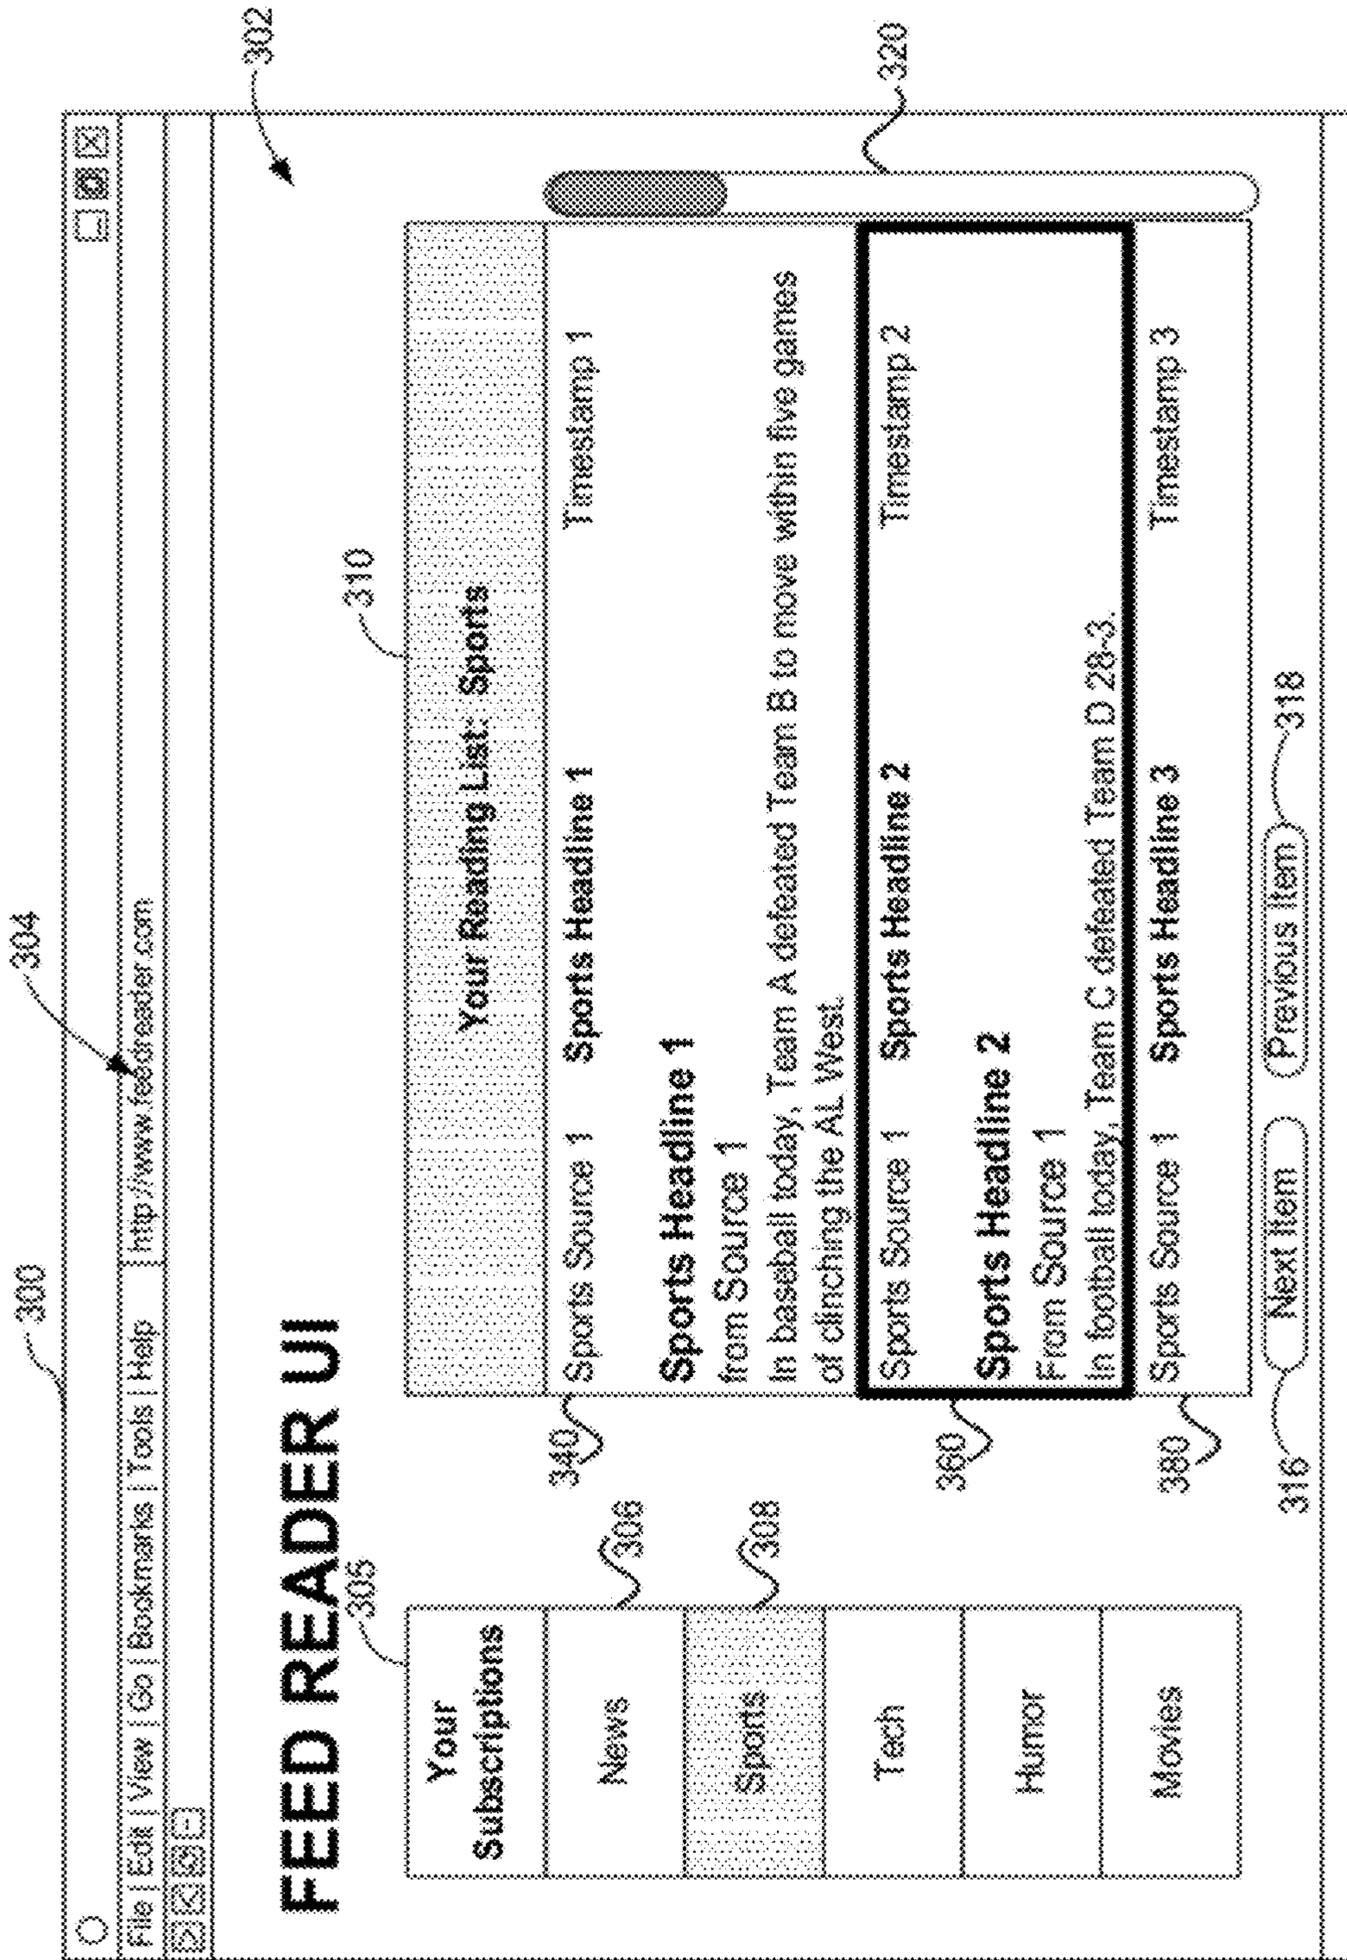 300
304
302
File | Edit | View | Go | Bookmarks | Tools | Help | http://www.feedreader.com
FEED READER UI
305
310
Your
Subscriptions
News
306
Sports
308
Tech
Humor
Movies
Your Reading List: Sports
320
340
Sports Source 1 Sports Headline 1 Timestamp 1
Sports Headline 1
from Source 1
In baseball today, Team A defeated Team B to move within five games
of clinching the AL West.
360
Sports Source 1 Sports Headline 2 Timestamp 2
Sports Headline 2
From Source 1
In football today, Team C defeated Team D 28-3.
380
Sports Source 1 Sports Headline 3 Timestamp 3
316
Next Item
Previous Item
318